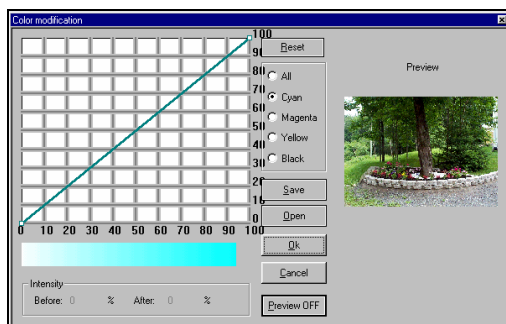 Color modification
100
90
80
70
60
50
40
30
20
10
0
0 10 20 30 40 50 60 70 80 90 100
Intensity
Before: 0 % After: 0 %
Reset
All
Cyan
Magenta
Yellow
Black
Save
Open
Ok
Cancel
Preview OFF
Preview